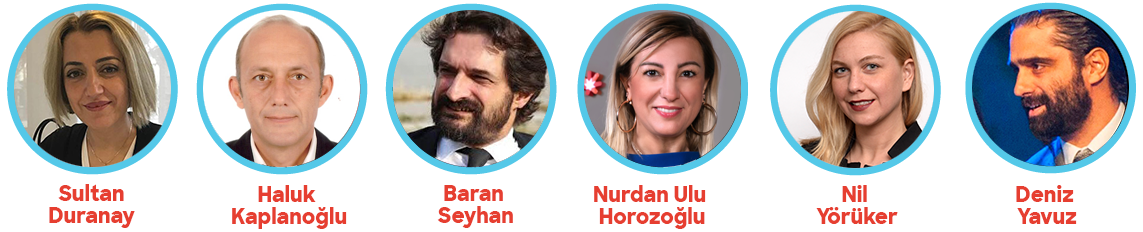 Sultan
Duranay
Haluk
Kaplanoğlu
Baran
Seyhan
Nurdan Ulu
Horozoğlu
Nil
Yörüker
Deniz
Yavuz